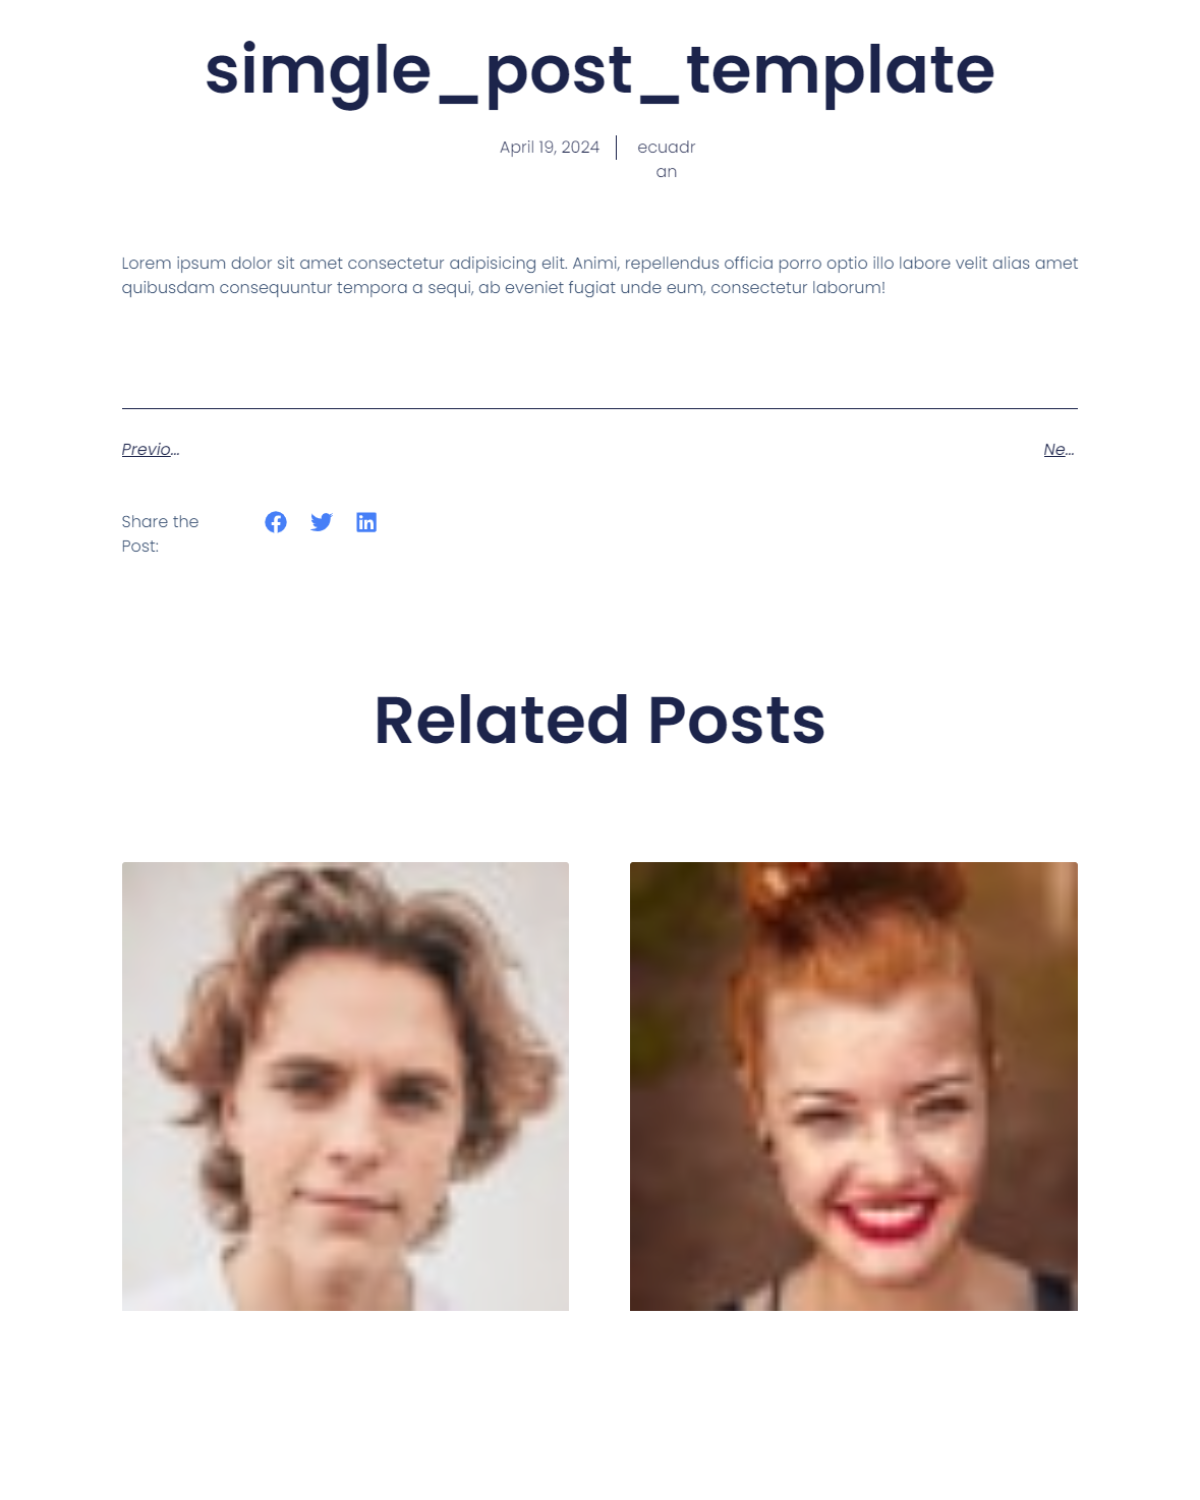 simgle_post_template
April 19, 2024
ecuadr
an
Lorem ipsum dolor sit amet consectetur adipisicing elit. Animi, repellendus officia porro optio illo labore velit alias amet
quibusdam consequuntur tempora a sequi, ab eveniet fugiat unde eum, consectetur laborum!
Previo...
Ne...
Share the
Post:
Related Posts